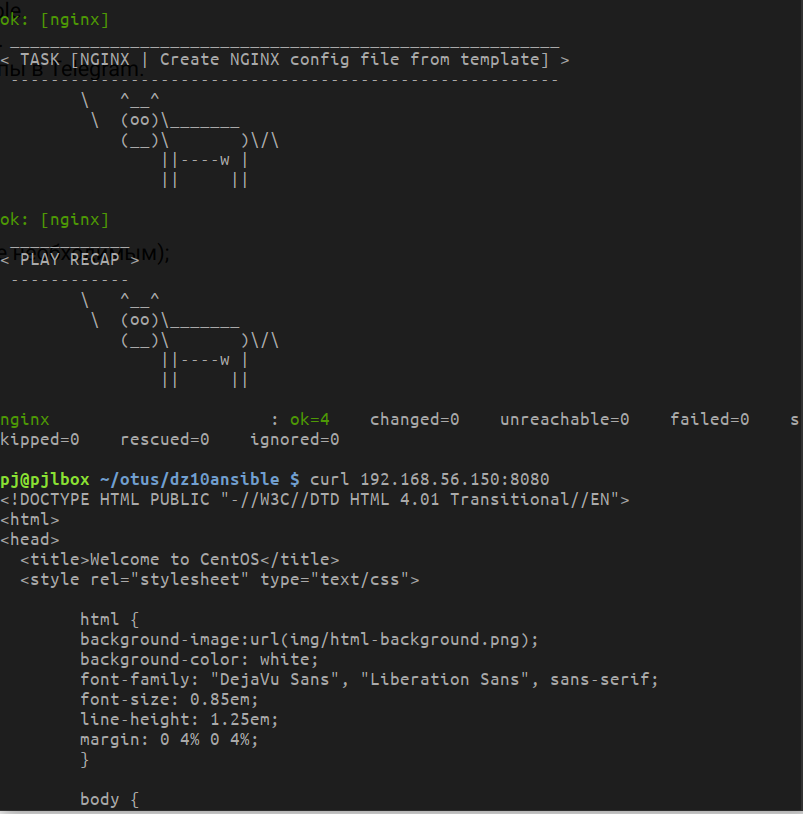 ok: [nginx]
 _______________________________________________________
< TASK [NGINX | Create NGINX config file from template] >
 -------------------------------------------------------
        \   ^__^
         \  (oo)\_______
            (__)\       )\/\
                ||----w |
                ||     ||

ok: [nginx]
 ____________
< PLAY RECAP >
 ------------
        \   ^__^
         \  (oo)\_______
            (__)\       )\/\
                ||----w |
                ||     ||

nginx                      : ok=4    changed=0    unreachable=0    failed=0    s
kipped=0    rescued=0    ignored=0

pj@pjlbox ~/otus/dz10ansible $ curl 192.168.56.150:8080
<!DOCTYPE HTML PUBLIC "-//W3C//DTD HTML 4.01 Transitional//EN">
<html>
<head>
  <title>Welcome to CentOS</title>
  <style rel="stylesheet" type="text/css">

        html {
        background-image:url(img/html-background.png);
        background-color: white;
        font-family: "DejaVu Sans", "Liberation Sans", sans-serif;
        font-size: 0.85em;
        line-height: 1.25em;
        margin: 0 4% 0 4%;
        }

        body {